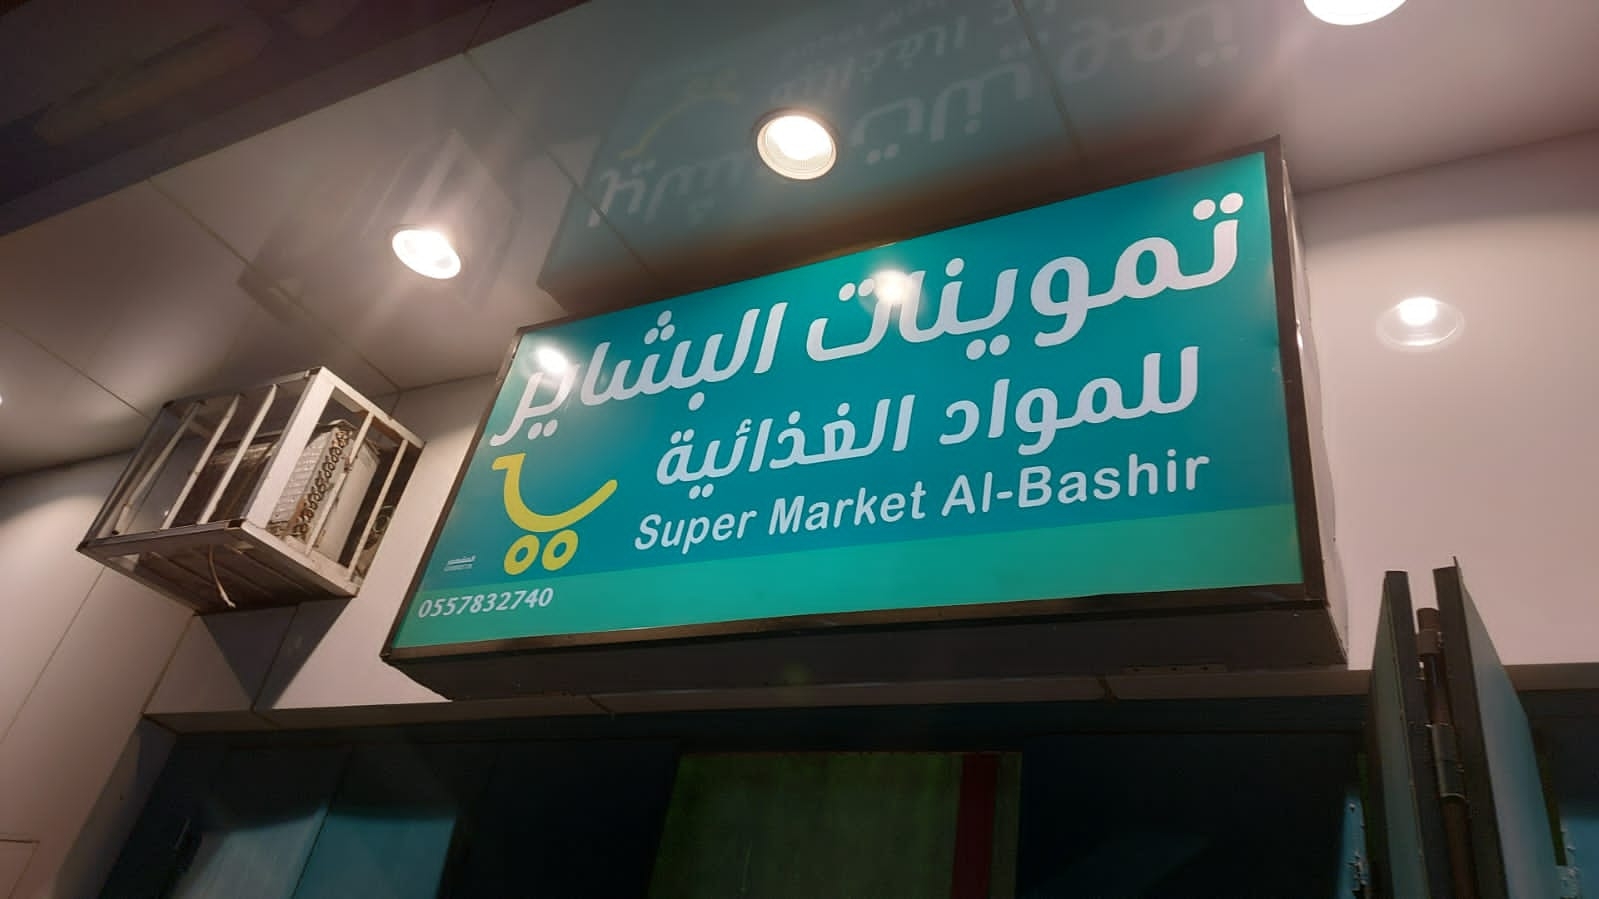 تموينات البشاير
للمواد الغذائية
Super Market Al-Bashir
0557832740